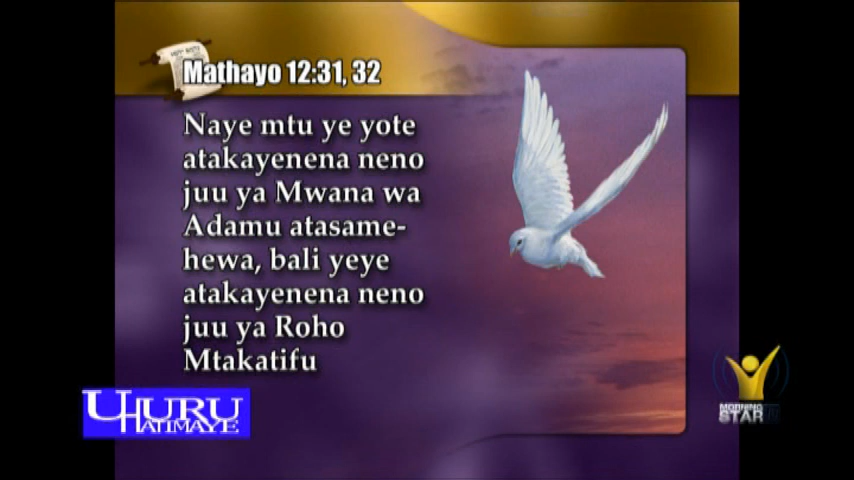 Mathayo 12:31, 32
Naye mtu ye yote
atakayenena neno
juu ya Mwana wa
Adamu atasame-
hewa, bali yeye
atakayenena neno
juu ya Roho
Mtakatifu
UHURU
HATIMAYE
MORNING
STAR